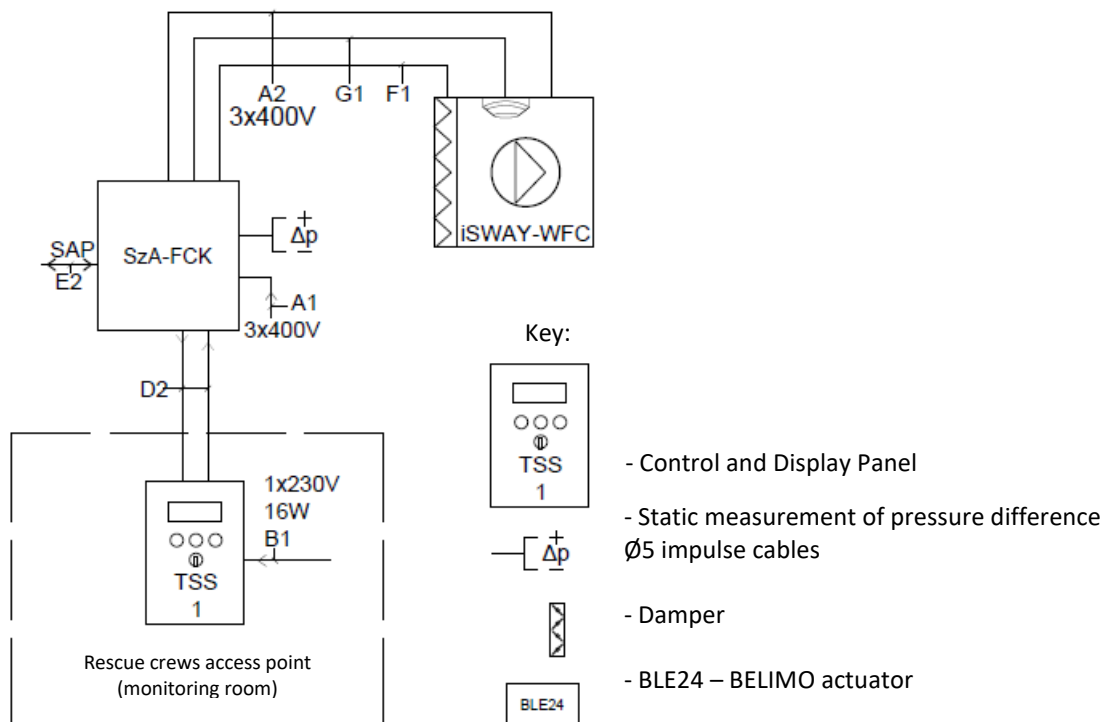 A2
3x400V
G1
F1
iSWAY-WFC
SzA-FCK
+
Δp
–
SAP
E2
A1
3x400V
D2
1x230V
16W
B1
TSS
1
Rescue crews access point
(monitoring room)
Key:
TSS
1
- Control and Display Panel
+
Δp
–
- Static measurement of pressure difference
Ø5 impulse cables
- Damper
BLE24
- BLE24 – BELIMO actuator